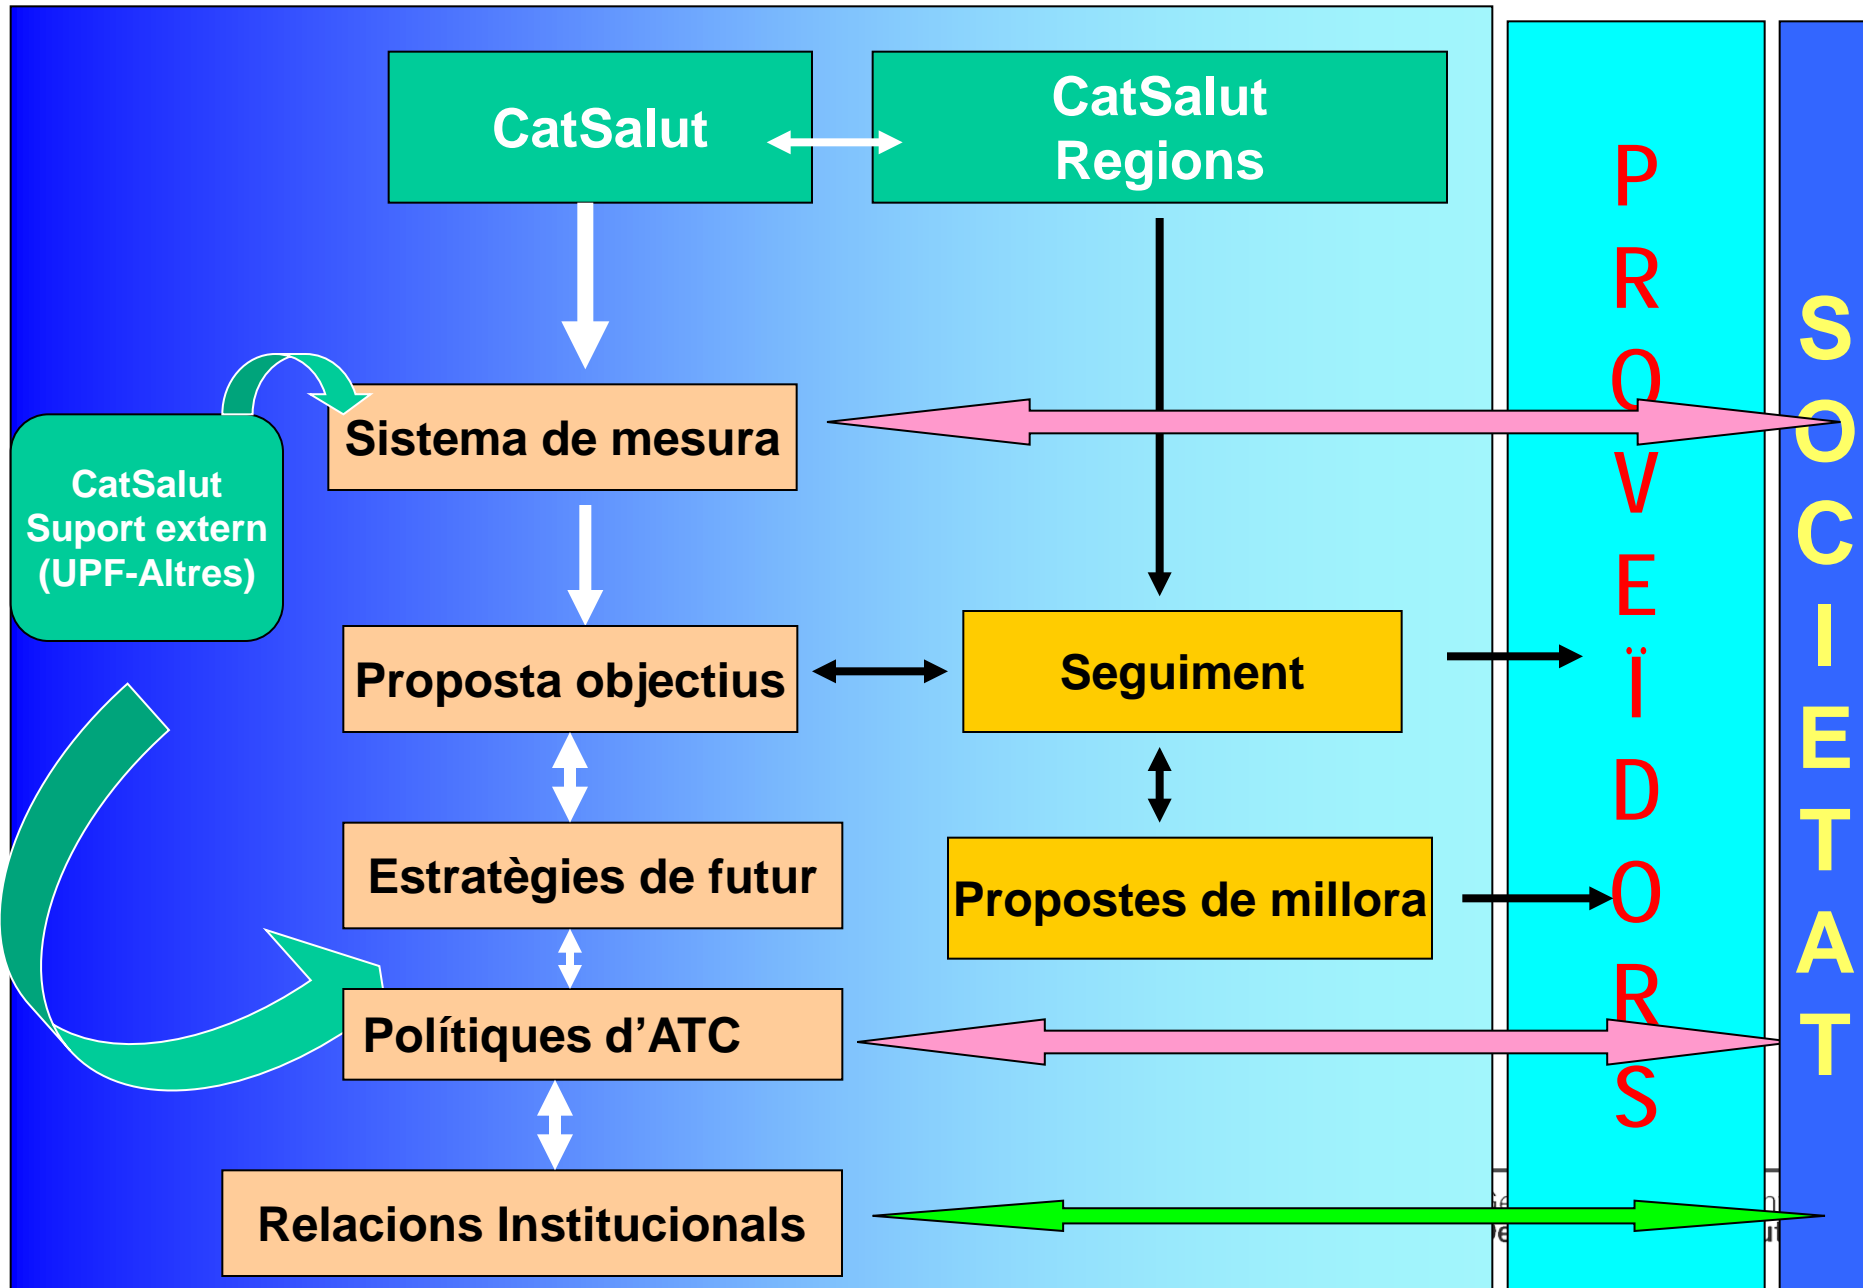 CatSalut
CatSalut
Regions
Sistema de mesura
CatSalut
Suport extern
(UPF-Altres)
Proposta objectius
Seguiment
Estratègies de futur
Propostes de millora
Polítiques d’ATC
Relacions Institucionals
PROVEÏDORS
SOCIETAT